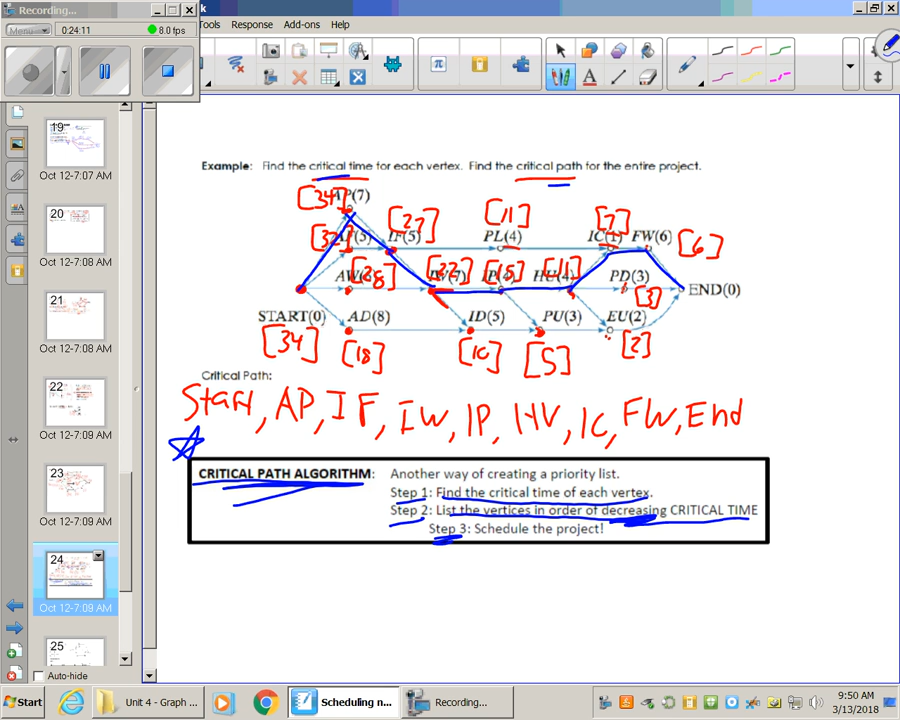 Recording...
Menu
00:24:11
8.0 fps
Tools Response Add-ons Help
19
Oct 12-7:07 AM
20
Oct 12-7:08 AM
21
Oct 12-7:08 AM
22
Oct 12-7:08 AM
23
Oct 12-7:09 AM
24
Oct 12-7:09 AM
25
Auto-hide
Example: Find the critical time for each vertex. Find the critical path for the entire project.
[34] AP(7)
[27] [11] [7] [6]
IF(5) PL(4) IC(1) FW(6)
[28] [22] [15] [11] [3]
IW(7) IP(4) HU(4) PD(3) END(0)
START(0) AD(8) ID(5) PU(3) EU(2)
[34] [18] [10] [5] [2]
Critical Path:
Start, AP, IF, IW, IP, HU, IC, FW, End
CRITICAL PATH ALGORITHM: Another way of creating a priority list.
Step 1: Find the critical time of each vertex.
Step 2: List the vertices in order of decreasing CRITICAL TIME
Step 3: Schedule the project!
Start
Unit 4 - Graph ...
Scheduling n...
Recording...
9:50 AM
3/13/2018